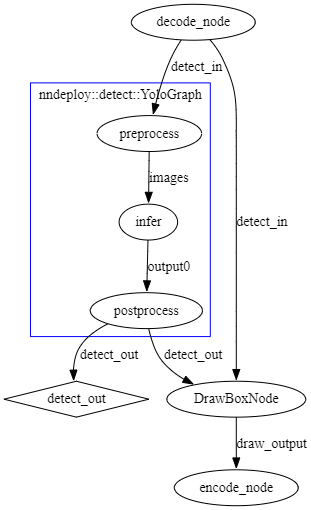 decode_node
detect_in
nndeploy::detect::YoloGraph
preprocess
images
infer
detect_in
output0
postprocess
detect_out
detect_out
detect_out
DrawBoxNode
draw_output
encode_node